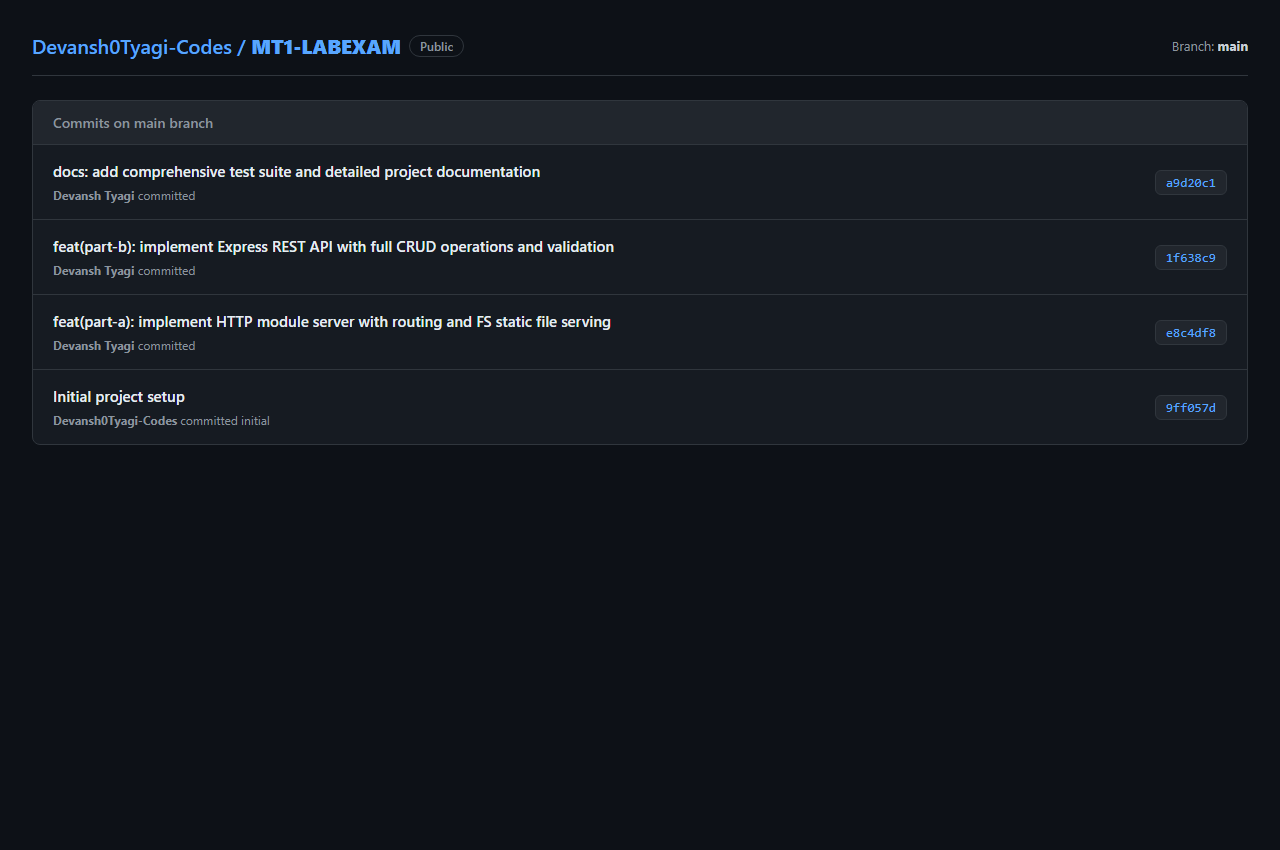 Devansh0Tyagi-Codes / MT1-LABEXAM Public Branch: main
Commits on main branch
docs: add comprehensive test suite and detailed project documentation
Devansh Tyagi committed
a9d20c1
feat(part-b): implement Express REST API with full CRUD operations and validation
Devansh Tyagi committed
1f638c9
feat(part-a): implement HTTP module server with routing and FS static file serving
Devansh Tyagi committed
e8c4df8
Initial project setup
Devansh0Tyagi-Codes committed initial
9ff057d